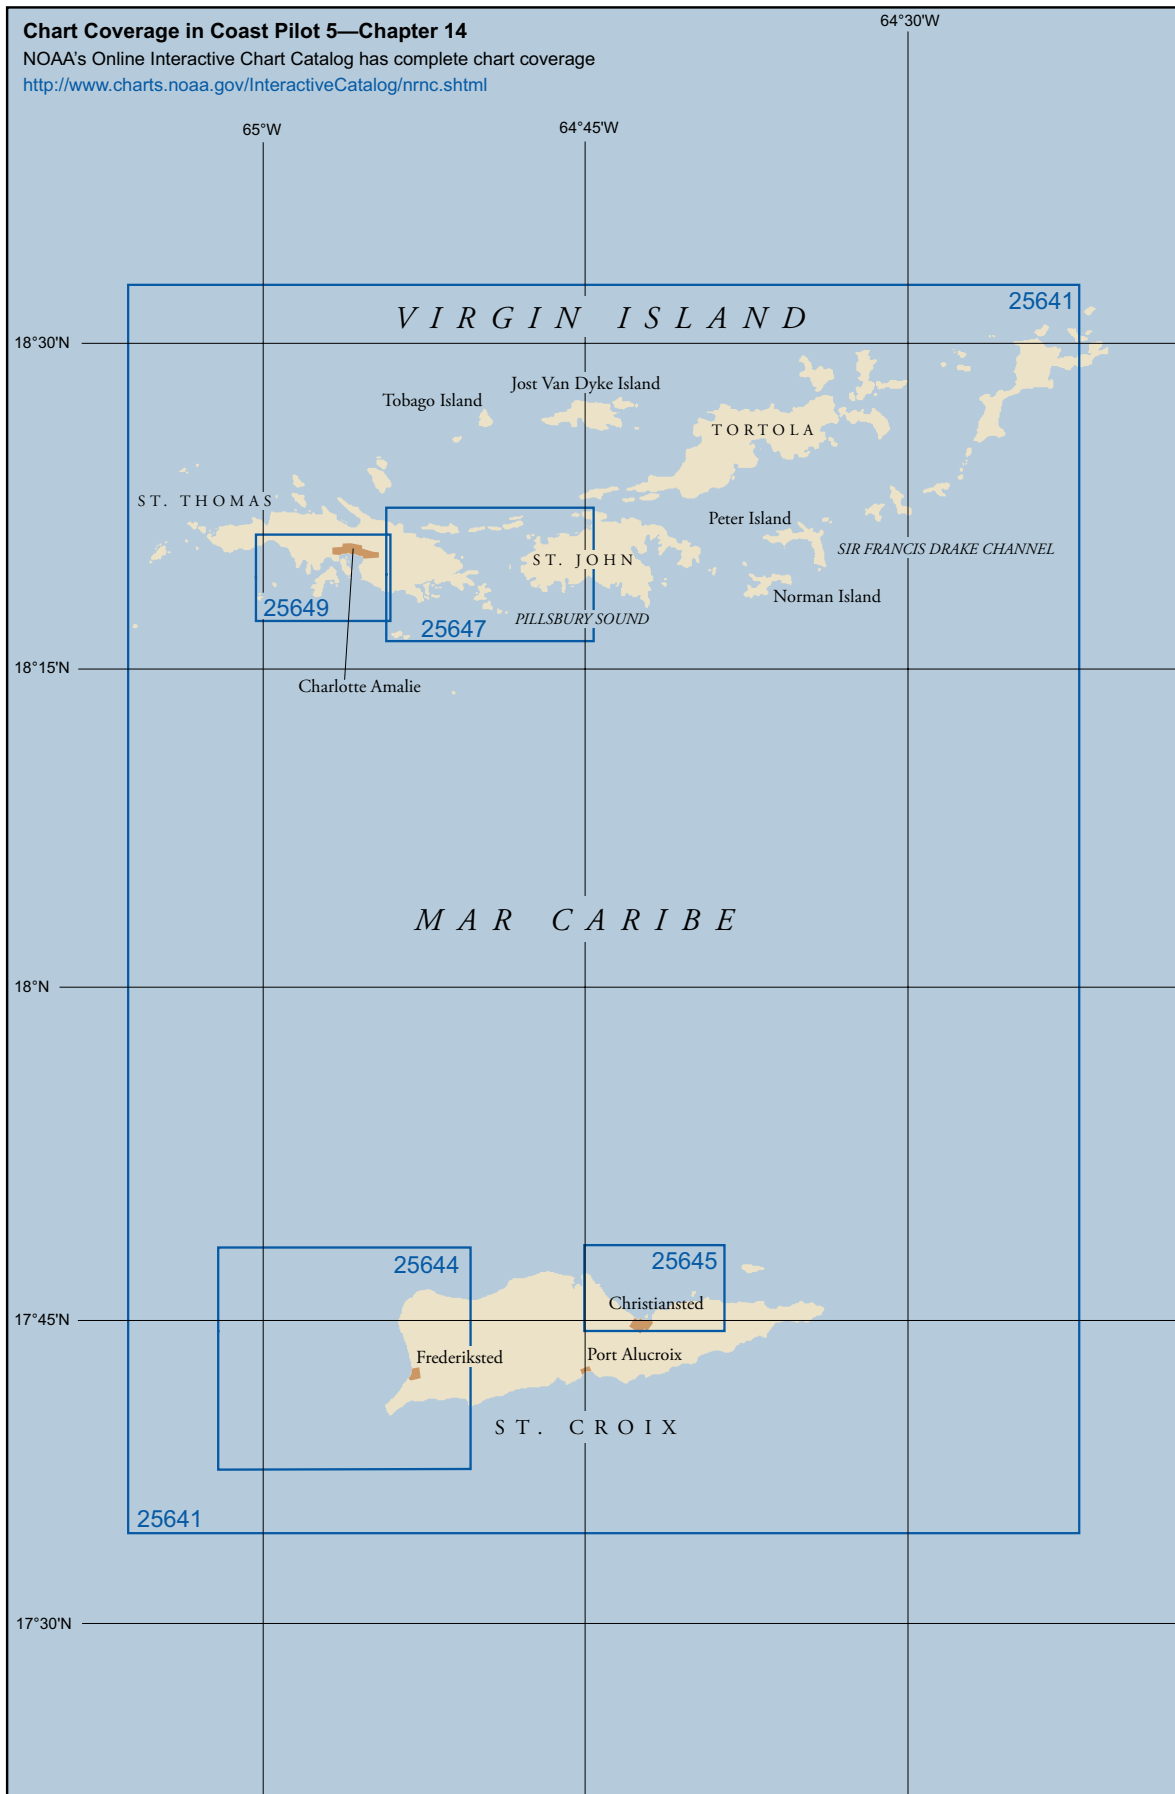 Chart Coverage in Coast Pilot 5—Chapter 14
NOAA's Online Interactive Chart Catalog has complete chart coverage
http://www.charts.noaa.gov/InteractiveCatalog/nrnc.shtml
64°30'W
65°W
64°45'W
25641
VIRGIN ISLAND
18°30'N
Jost Van Dyke Island
Tobago Island
TORTOLA
ST. THOMAS
Peter Island
SIR FRANCIS DRAKE CHANNEL
ST. JOHN
Norman Island
25649
PILLSBURY SOUND
25647
18°15'N
Charlotte Amalie
MAR CARIBE
18°N
25644
25645
Christiansted
17°45'N
Port Alucroix
Frederiksted
ST. CROIX
25641
17°30'N